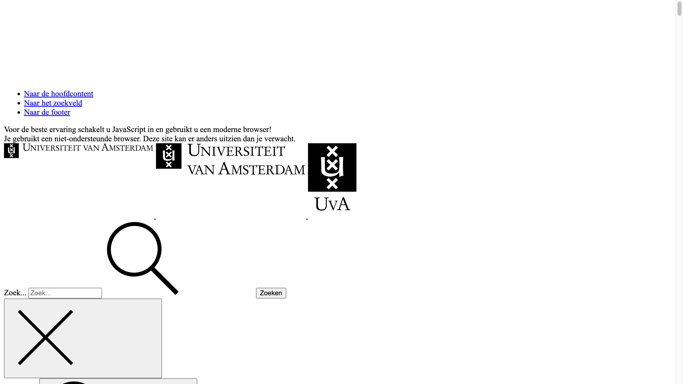 Naar de hoofdcontent
Naar het zoekveld
Naar de footer
Voor de beste ervaring schakelt u JavaScript in en gebruikt u een moderne browser!
Je gebruikt een niet-ondersteunde browser. Deze site kan er anders uitzien dan je verwacht.
UNIVERSITEIT VAN AMSTERDAM
UNIVERSITEIT
VAN AMSTERDAM
UVA
Zoek... Zoek... Zoeken